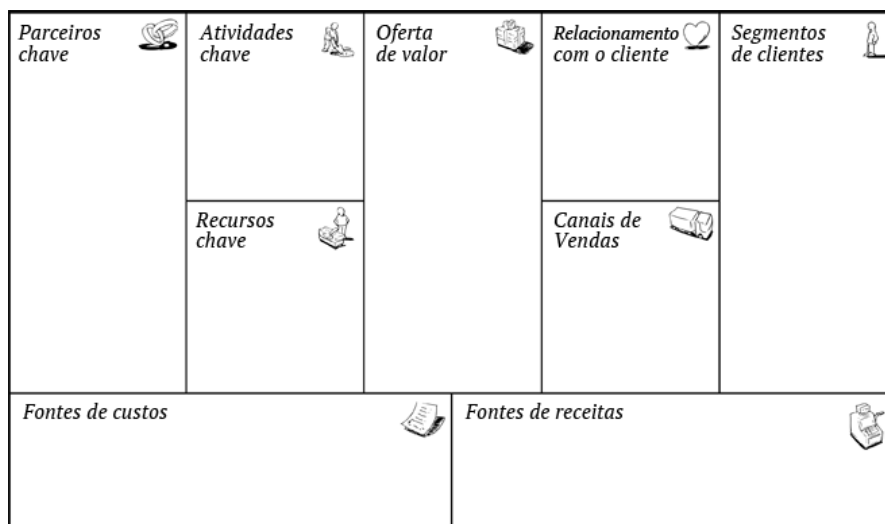 Parceiros
chave
Atividades
chave
Oferta
de valor
Relacionamento
com o cliente
Segmentos
de clientes
Recursos
chave
Canais de
Vendas
Fontes de custos
Fontes de receitas